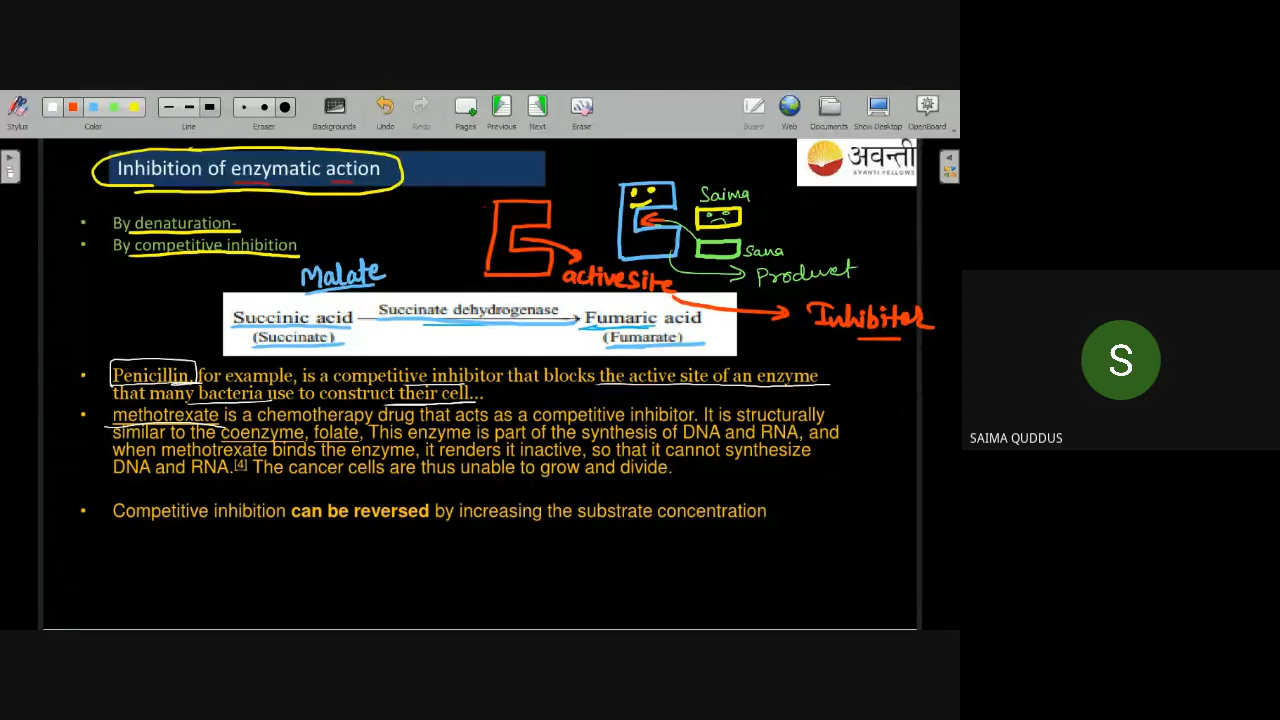 Stylus Color Line Eraser Backgrounds Undo Redo Pages Previous Next Erase Board Web Documents Show Desktop OpenBoard
Inhibition of enzymatic action
अवन्ती
AVANTI FELLOWS
• By denaturation-
• By competitive inhibition
Saima
Sana
Product
active site
Inhibitor
Malate
Succinate dehydrogenase
Succinic acid Fumaric acid
(Succinate) (Fumarate)
• Penicillin, for example, is a competitive inhibitor that blocks the active site of an enzyme
that many bacteria use to construct their cell...
• methotrexate is a chemotherapy drug that acts as a competitive inhibitor. It is structurally
similar to the coenzyme, folate, This enzyme is part of the synthesis of DNA and RNA, and
when methotrexate binds the enzyme, it renders it inactive, so that it cannot synthesize
DNA and RNA.[4] The cancer cells are thus unable to grow and divide.
• Competitive inhibition can be reversed by increasing the substrate concentration
S
SAIMA QUDDUS